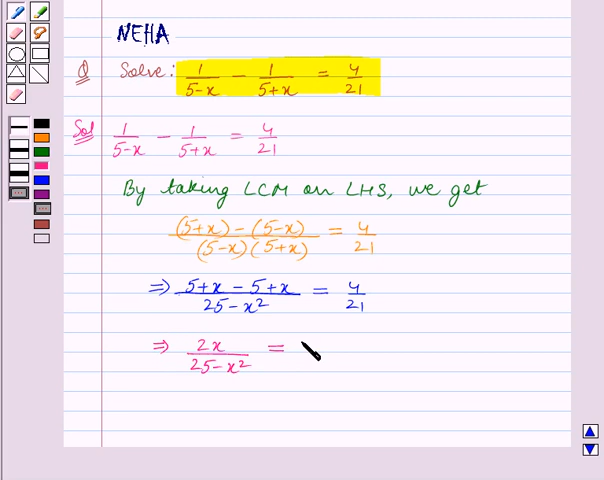 NEHA
Q Solve: 1/(5-x) - 1/(5+x) = 4/21
Sol 1/(5-x) - 1/(5+x) = 4/21
By taking LCM on LHS, we get
((5+x) - (5-x))/((5-x)(5+x)) = 4/21
⇒ (5+x-5+x)/(25-x²) = 4/21
⇒ 2x/(25-x²) =